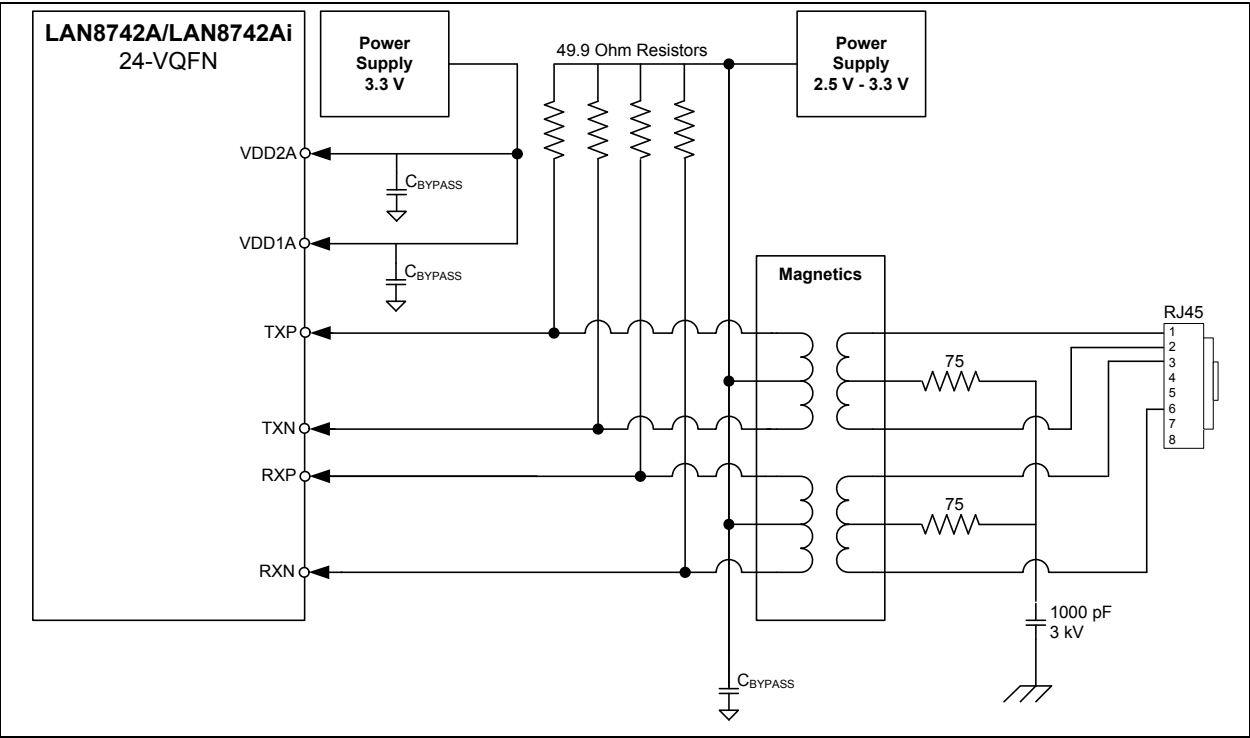 LAN8742A/LAN8742Ai
24-VQFN
Power
Supply
3.3 V
49.9 Ohm Resistors
Power
Supply
2.5 V - 3.3 V
VDD2A
CBYPASS
VDD1A
CBYPASS
Magnetics
RJ45
TXP
1
2
3
4
5
6
7
8
75
TXN
RXP
75
RXN
1000 pF
3 kV
CBYPASS